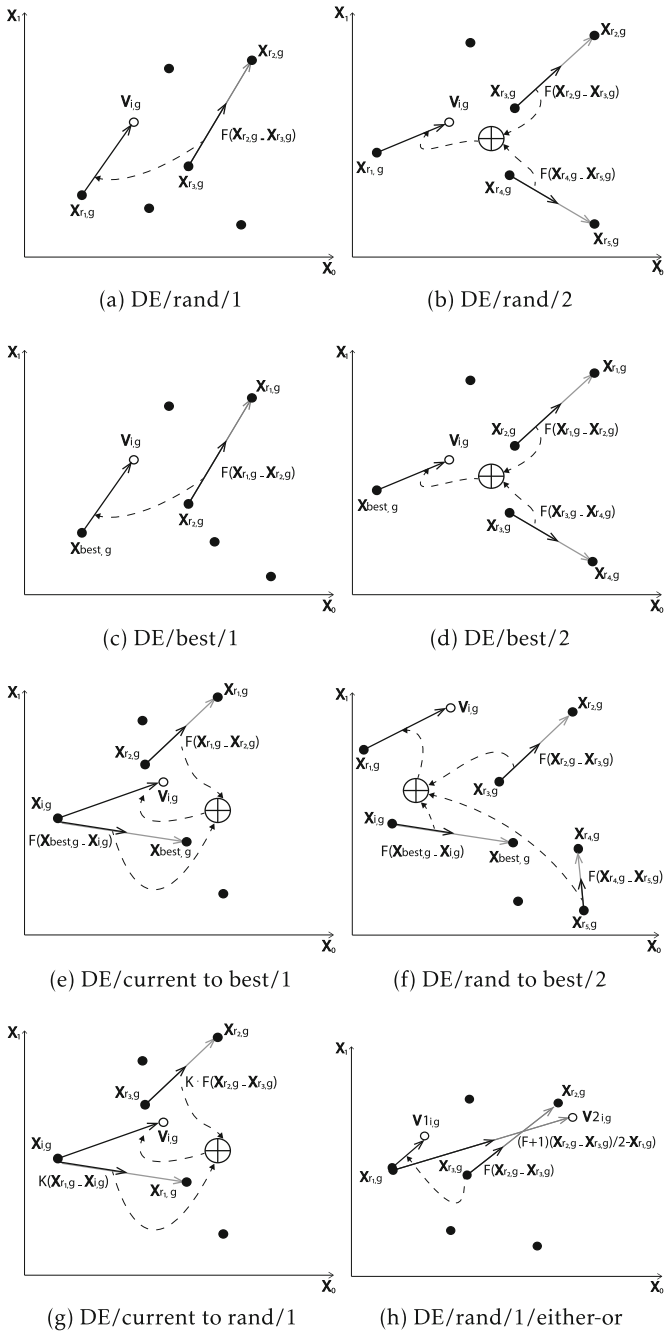 X1
Xr2,g
Vi,g
F(Xr2,g - Xr3,g)
Xr3,g
Xr1,g
X0
(a) DE/rand/1
X1
Xr2,g
Xr3,g
Vi,g
F(Xr2,g - Xr3,g)
Xr1,g
F(Xr4,g - Xr5,g)
Xr4,g
Xr5,g
X0
(b) DE/rand/2
X1
Xr1,g
Vi,g
F(Xr1,g - Xr2,g)
Xr2,g
Xbest,g
X0
(c) DE/best/1
X1
Xr1,g
Xr2,g
Vi,g
F(Xr1,g - Xr2,g)
Xbest,g
F(Xr3,g - Xr4,g)
Xr3,g
Xr4,g
X0
(d) DE/best/2
X1
Xr1,g
Xr2,g
F(Xr1,g - Xr2,g)
Vi,g
Xi,g
F(Xbest,g - Xi,g)
Xbest,g
X0
(e) DE/current to best/1
X1
Vi,g
Xr2,g
Xr1,g
F(Xr2,g - Xr3,g)
Xr3,g
Xi,g
F(Xbest,g - Xi,g)
Xbest,g
Xr4,g
F(Xr4,g - Xr5,g)
Xr5,g
X0
(f) DE/rand to best/2
X1
Xr2,g
Xr3,g
K · F(Xr2,g - Xr3,g)
Vi,g
Xi,g
K(Xr1,g - Xi,g)
Xr1,g
X0
(g) DE/current to rand/1
X1
Xr2,g
V1i,g
V2i,g
(F+1)(Xr2,g - Xr3,g)/2-Xr1,g)
Xr1,g
Xr3,g
F(Xr2,g - Xr3,g)
X0
(h) DE/rand/1/either-or